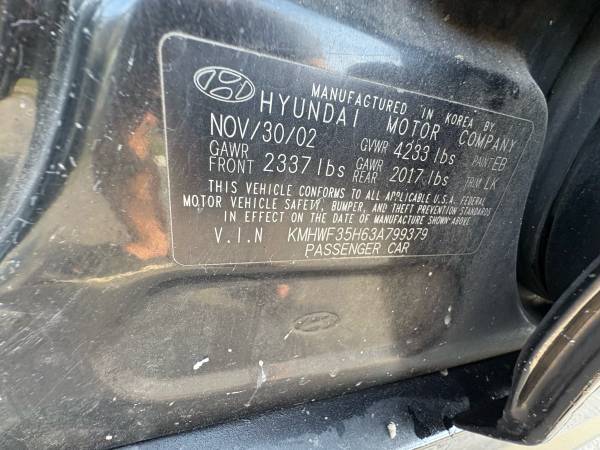 MANUFACTURED IN KOREA BY
HYUNDAI MOTOR COMPANY
NOV/30/02 GVWR 4233 lbs PAINT EB
GAWR FRONT 2337 lbs GAWR REAR 2017 lbs TRIM LK
THIS VEHICLE CONFORMS TO ALL APPLICABLE U.S.A. FEDERAL
MOTOR VEHICLE SAFETY, BUMPER, AND THEFT PREVENTION STANDARDS
IN EFFECT ON THE DATE OF MANUFACTURE SHOWN ABOVE.
V.I.N KMHWF35H63A799379
PASSENGER CAR